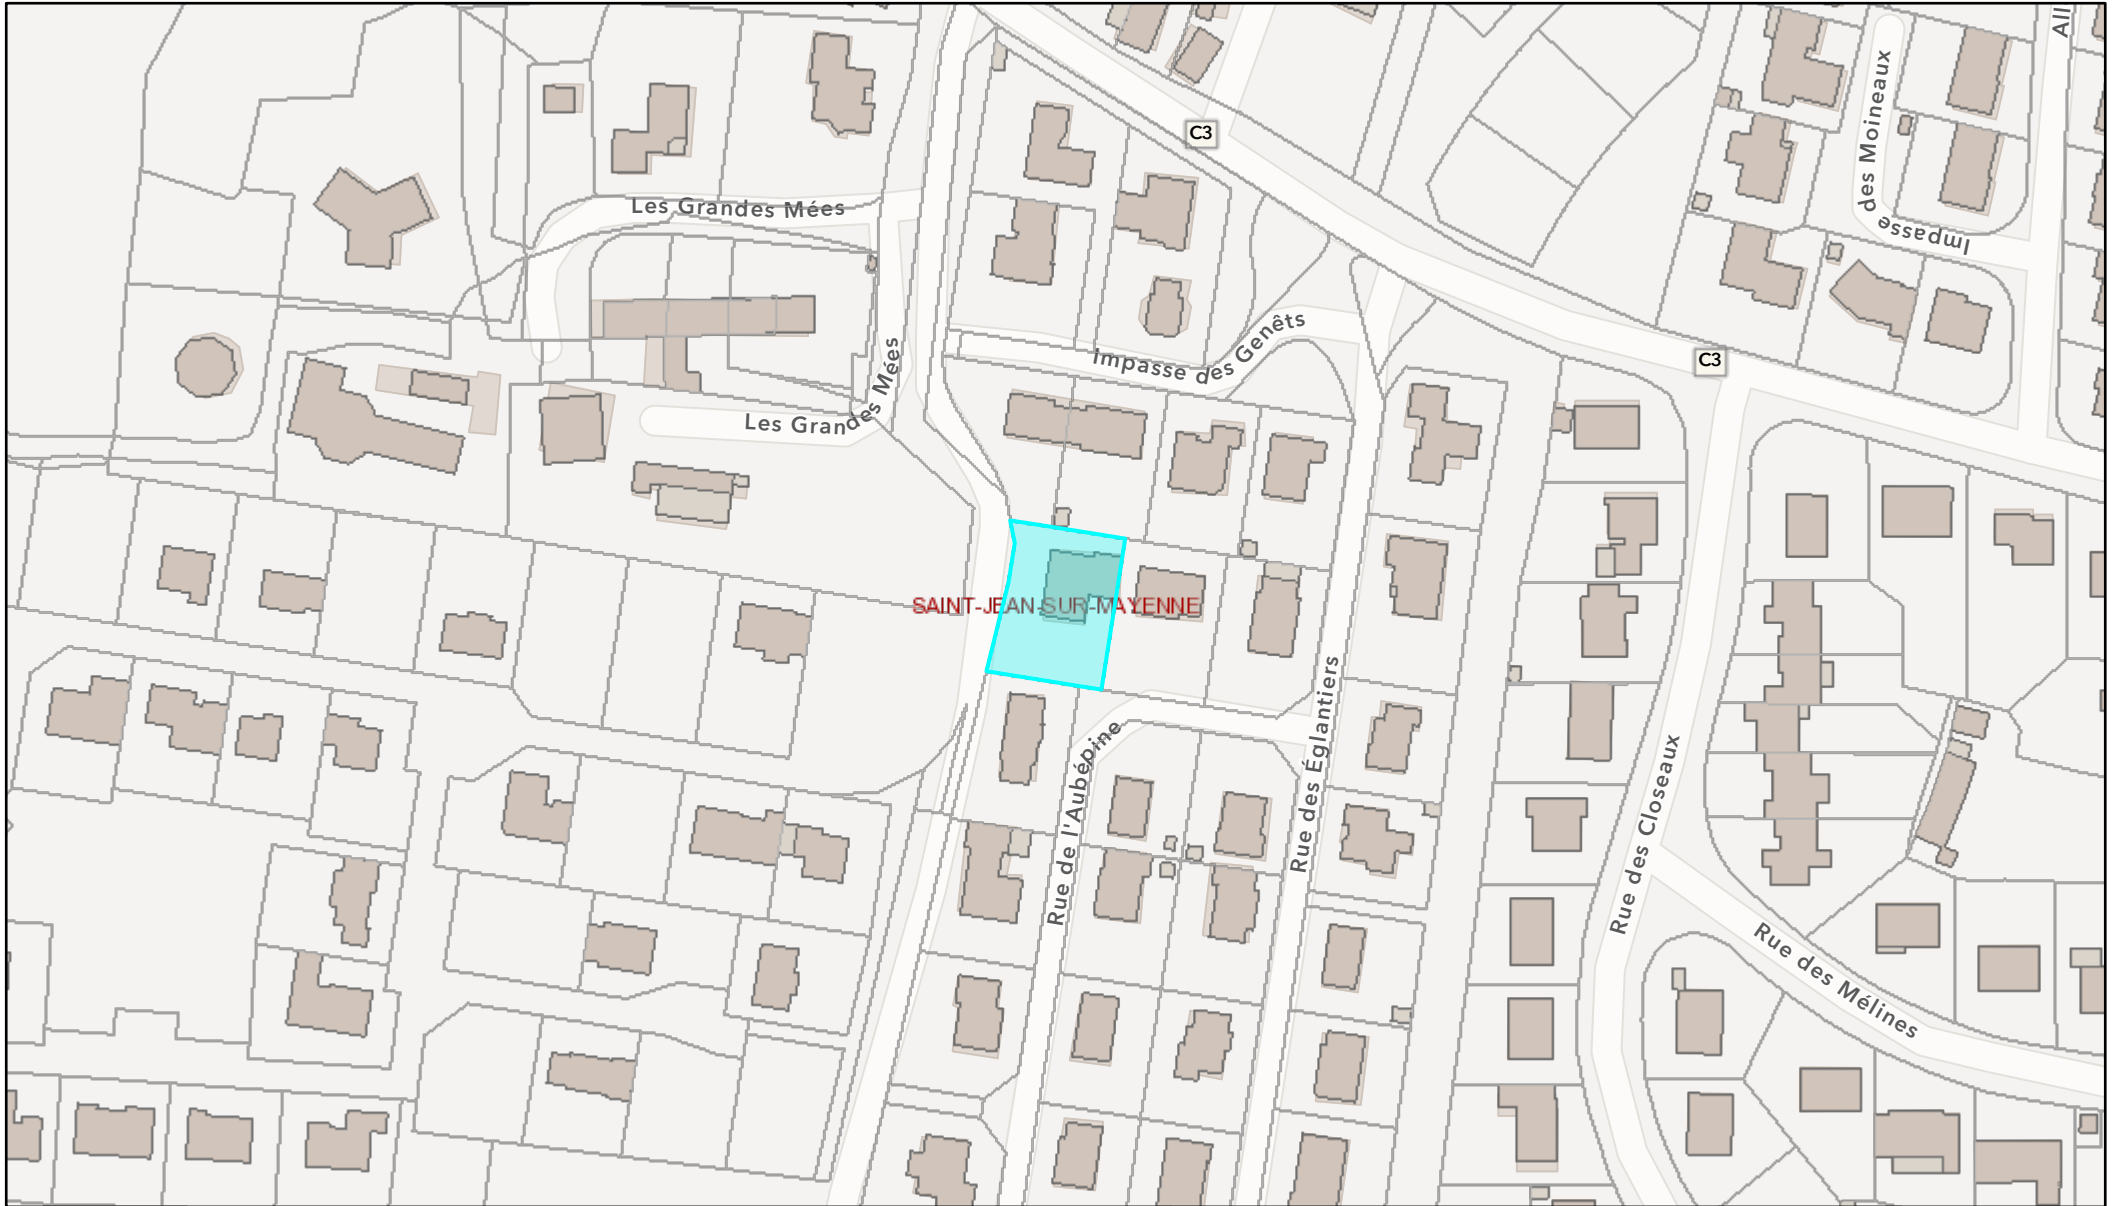 All
C3
des Moineaux
Impasse
Les Grandes Mées
Impasse des Genêts
C3
Les Grandes Mées
SAINT-JEAN-SUR-MAYENNE
Rue de l'Aubépine
Rue des Églantiers
Rue des Closeaux
Rue des Mélines